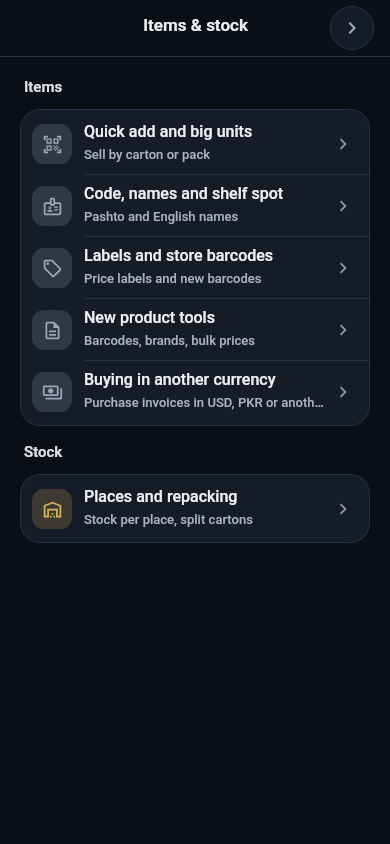 Items & stock
Items
Quick add and big units
Sell by carton or pack
Code, names and shelf spot
Pashto and English names
Labels and store barcodes
Price labels and new barcodes
New product tools
Barcodes, brands, bulk prices
Buying in another currency
Purchase invoices in USD, PKR or anoth…
Stock
Places and repacking
Stock per place, split cartons